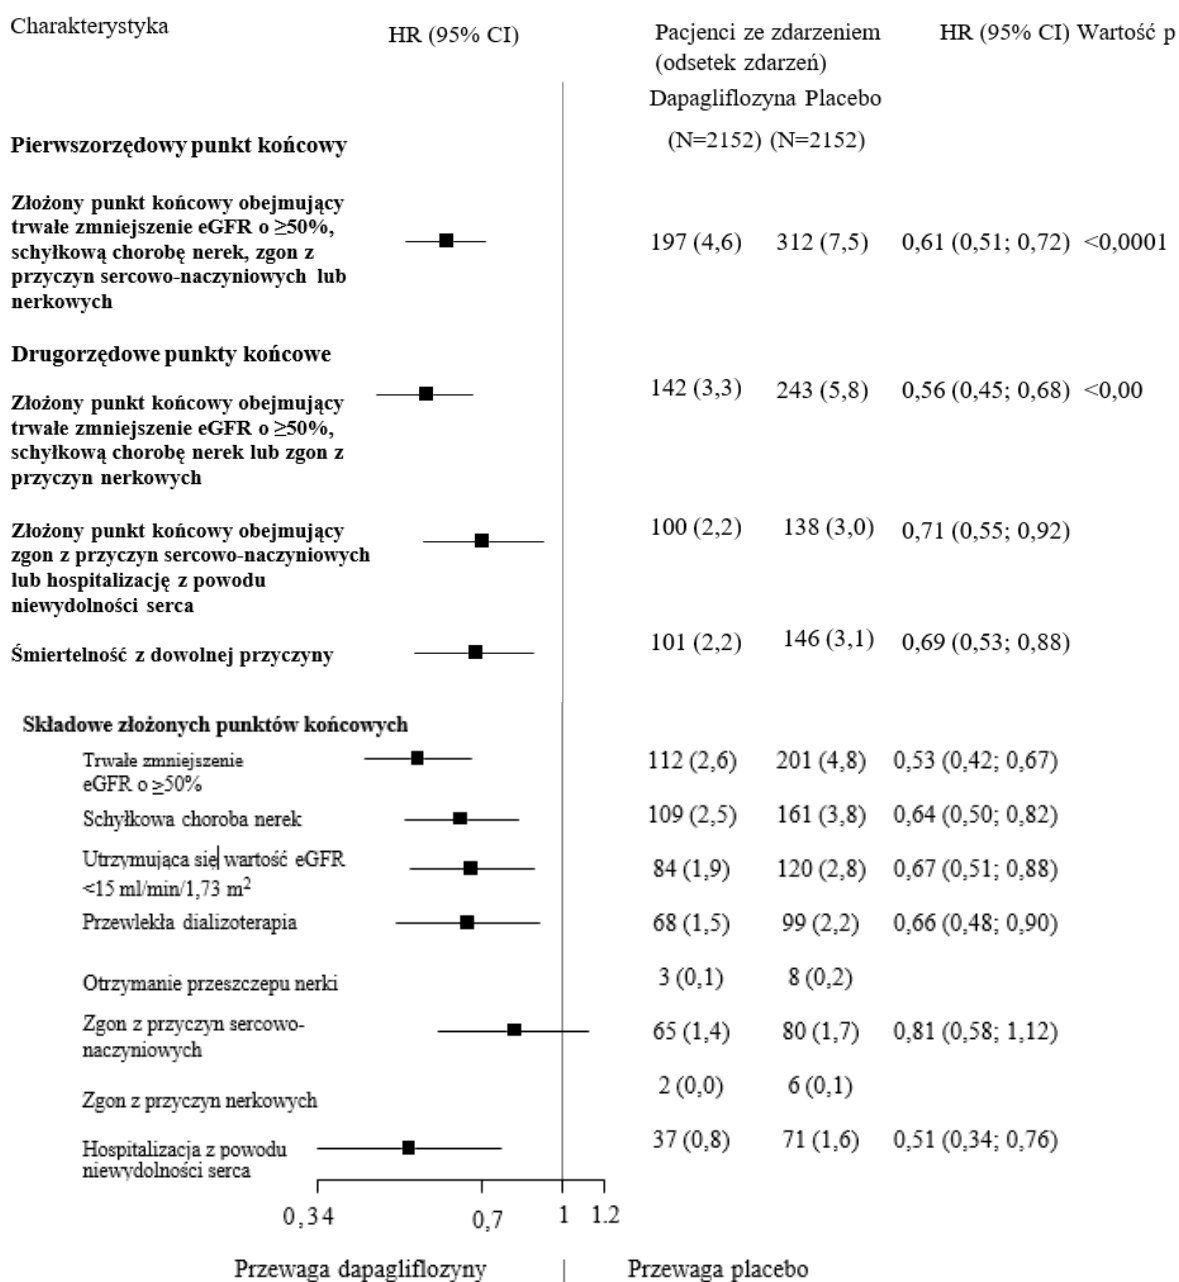 Charakterystyka
HR (95% CI)
Pacjenci ze zdarzeniem
(odsetek zdarzeń)
HR (95% CI) Wartość p
Dapagliflozyna Placebo
(N=2152) (N=2152)
Pierwszorzędowy punkt końcowy
Złożony punkt końcowy obejmujący
trwałe zmniejszenie eGFR o ≥50%,
schyłkową chorobę nerek, zgon z
przyczyn sercowo-naczyniowych lub
nerkowych
197 (4,6) 312 (7,5) 0,61 (0,51; 0,72) <0,0001
Drugorzędowe punkty końcowe
Złożony punkt końcowy obejmujący
trwałe zmniejszenie eGFR o ≥50%,
schyłkową chorobę nerek lub zgon z
przyczyn nerkowych
142 (3,3) 243 (5,8) 0,56 (0,45; 0,68) <0,00
Złożony punkt końcowy obejmujący
zgon z przyczyn sercowo-naczyniowych
lub hospitalizację z powodu
niewydolności serca
100 (2,2) 138 (3,0) 0,71 (0,55; 0,92)
Śmiertelność z dowolnej przyczyny
101 (2,2) 146 (3,1) 0,69 (0,53; 0,88)
Składowe złożonych punktów końcowych
Trwałe zmniejszenie
eGFR o ≥50%
112 (2,6) 201 (4,8) 0,53 (0,42; 0,67)
Schyłkowa choroba nerek
109 (2,5) 161 (3,8) 0,64 (0,50; 0,82)
Utrzymująca się wartość eGFR
<15 ml/min/1,73 m²
84 (1,9) 120 (2,8) 0,67 (0,51; 0,88)
Przewlekła dializoterapia
68 (1,5) 99 (2,2) 0,66 (0,48; 0,90)
Otrzymanie przeszczepu nerki
3 (0,1) 8 (0,2)
Zgon z przyczyn sercowo-
naczyniowych
65 (1,4) 80 (1,7) 0,81 (0,58; 1,12)
Zgon z przyczyn nerkowych
2 (0,0) 6 (0,1)
Hospitalizacja z powodu
niewydolności serca
37 (0,8) 71 (1,6) 0,51 (0,34; 0,76)
0,34 0,7 1 1.2
Przewaga dapagliflozyny Przewaga placebo